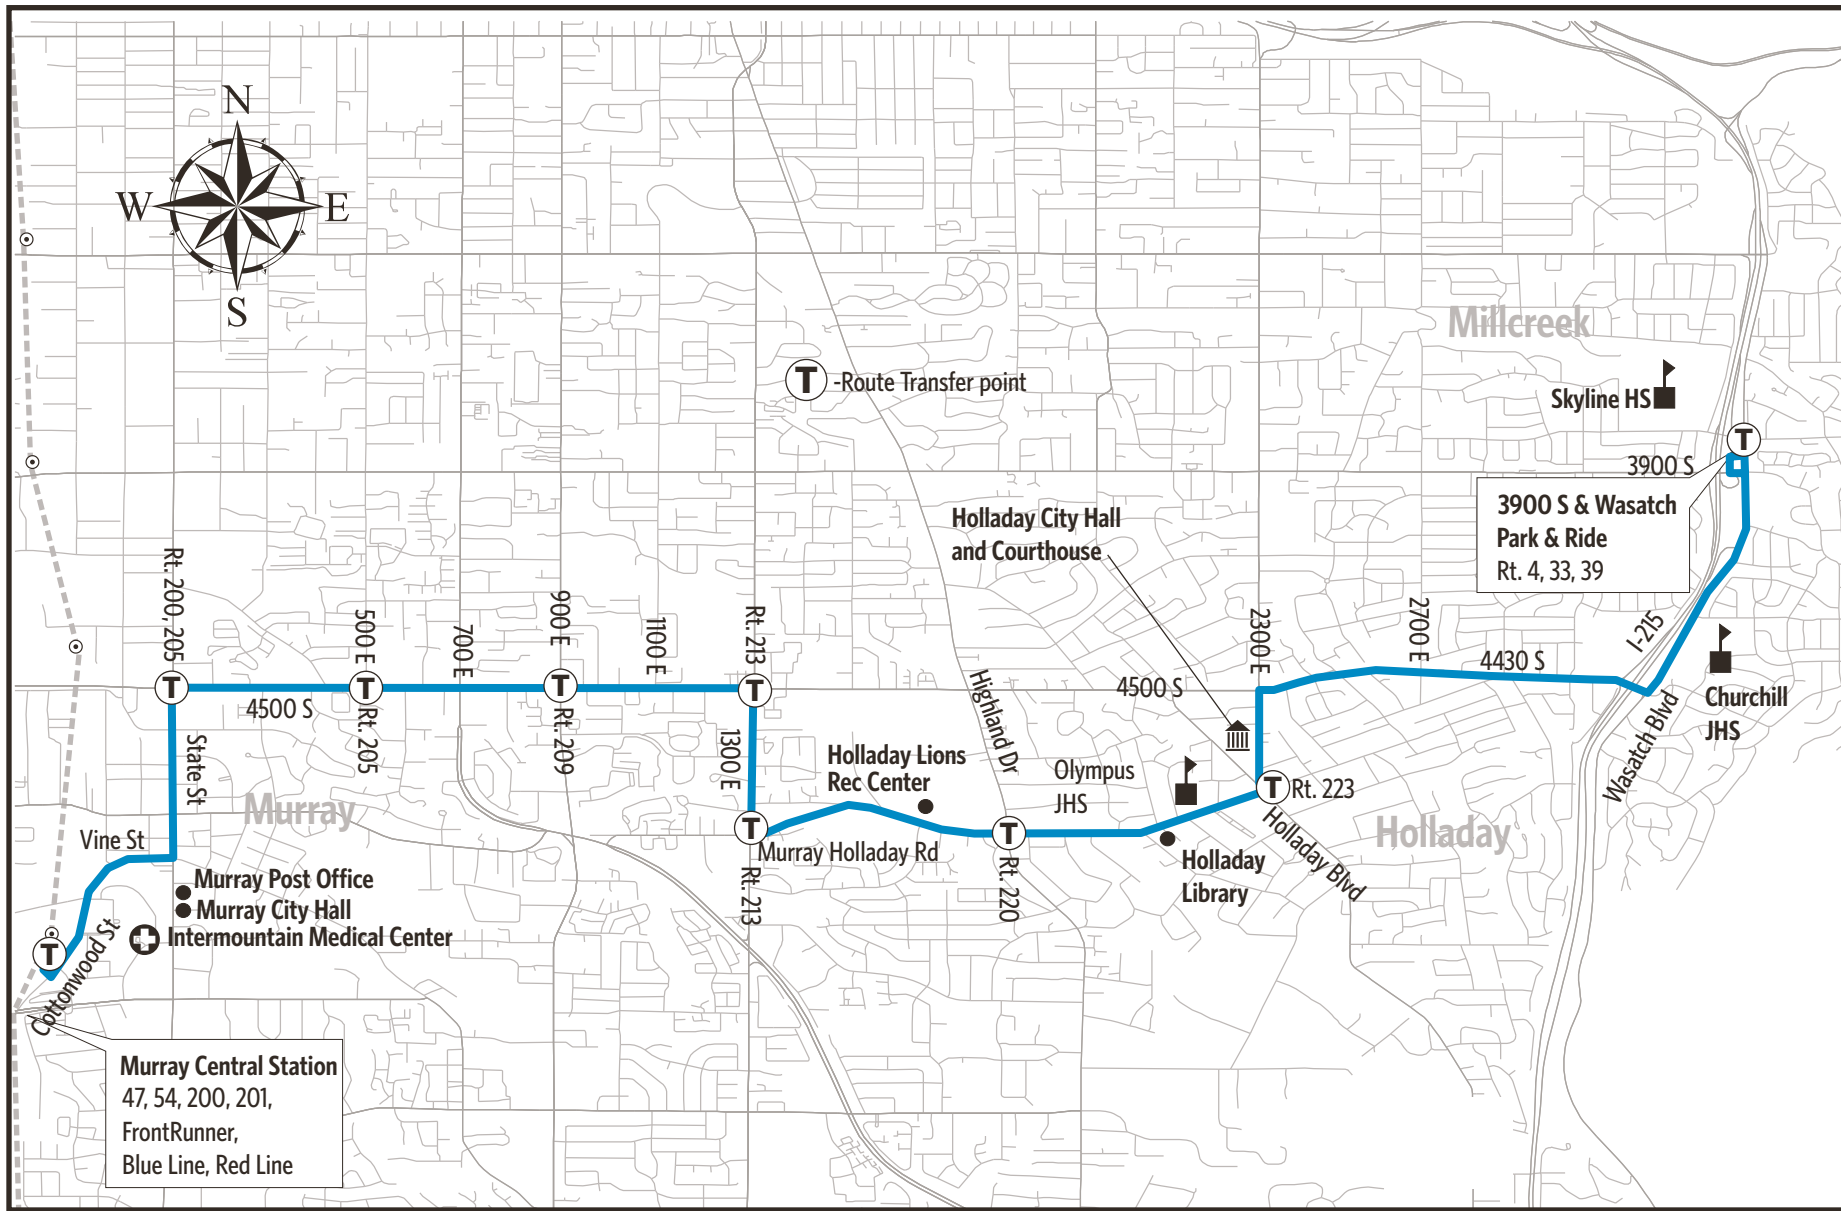 N
W
E
S
Millcreek
T
-Route Transfer point
Skyline HS
T
3900 S
3900 S & Wasatch
Park & Ride
Rt. 4, 33, 39
Holladay City Hall
and Courthouse
Rt. 200, 205
500 E
700 E
900 E
1100 E
Rt. 213
2300 E
2700 E
I-215
4430 S
T
T
T
T
4500 S
4500 S
Rt. 205
Rt. 209
Highland Dr
Churchill
JHS
Wasatch Blvd
State St
1300 E
Holladay Lions
Rec Center
Olympus
JHS
T
Rt. 223
Murray
Vine St
T
Murray Holladay Rd
T
Holladay
Holladay Blvd
Holladay
Library
Rt. 213
Rt. 220
Murray Post Office
Murray City Hall
Intermountain Medical Center
T
Cottonwood St
Murray Central Station
47, 54, 200, 201,
FrontRunner,
Blue Line, Red Line